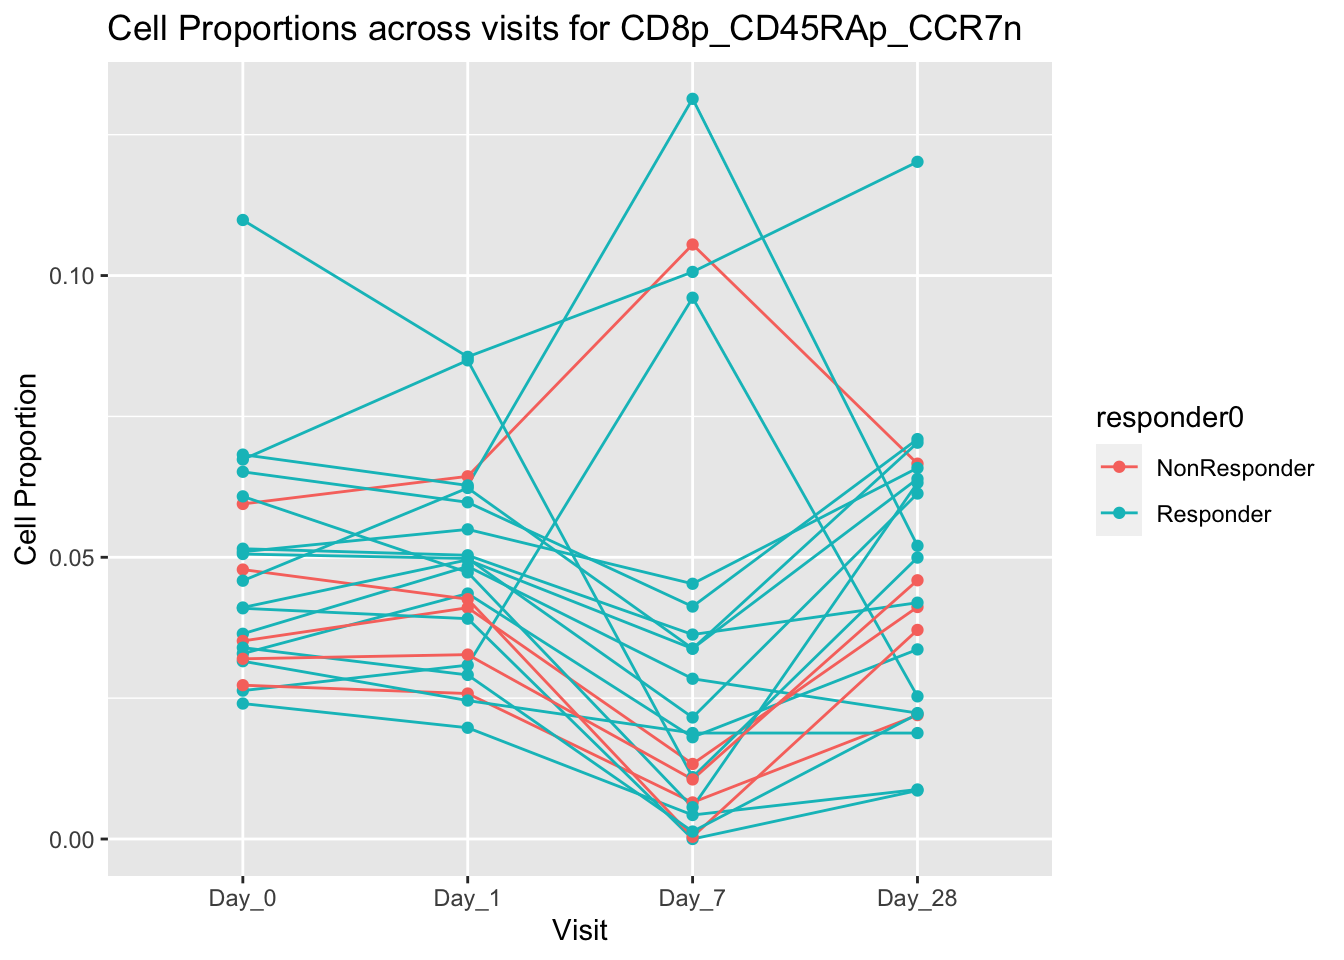 Cell Proportions across visits for CD8p_CD45RAp_CCR7n
0.10
0.05
0.00
Cell Proportion
Day_0 Day_1 Day_7 Day_28
Visit
responder0
NonResponder
Responder